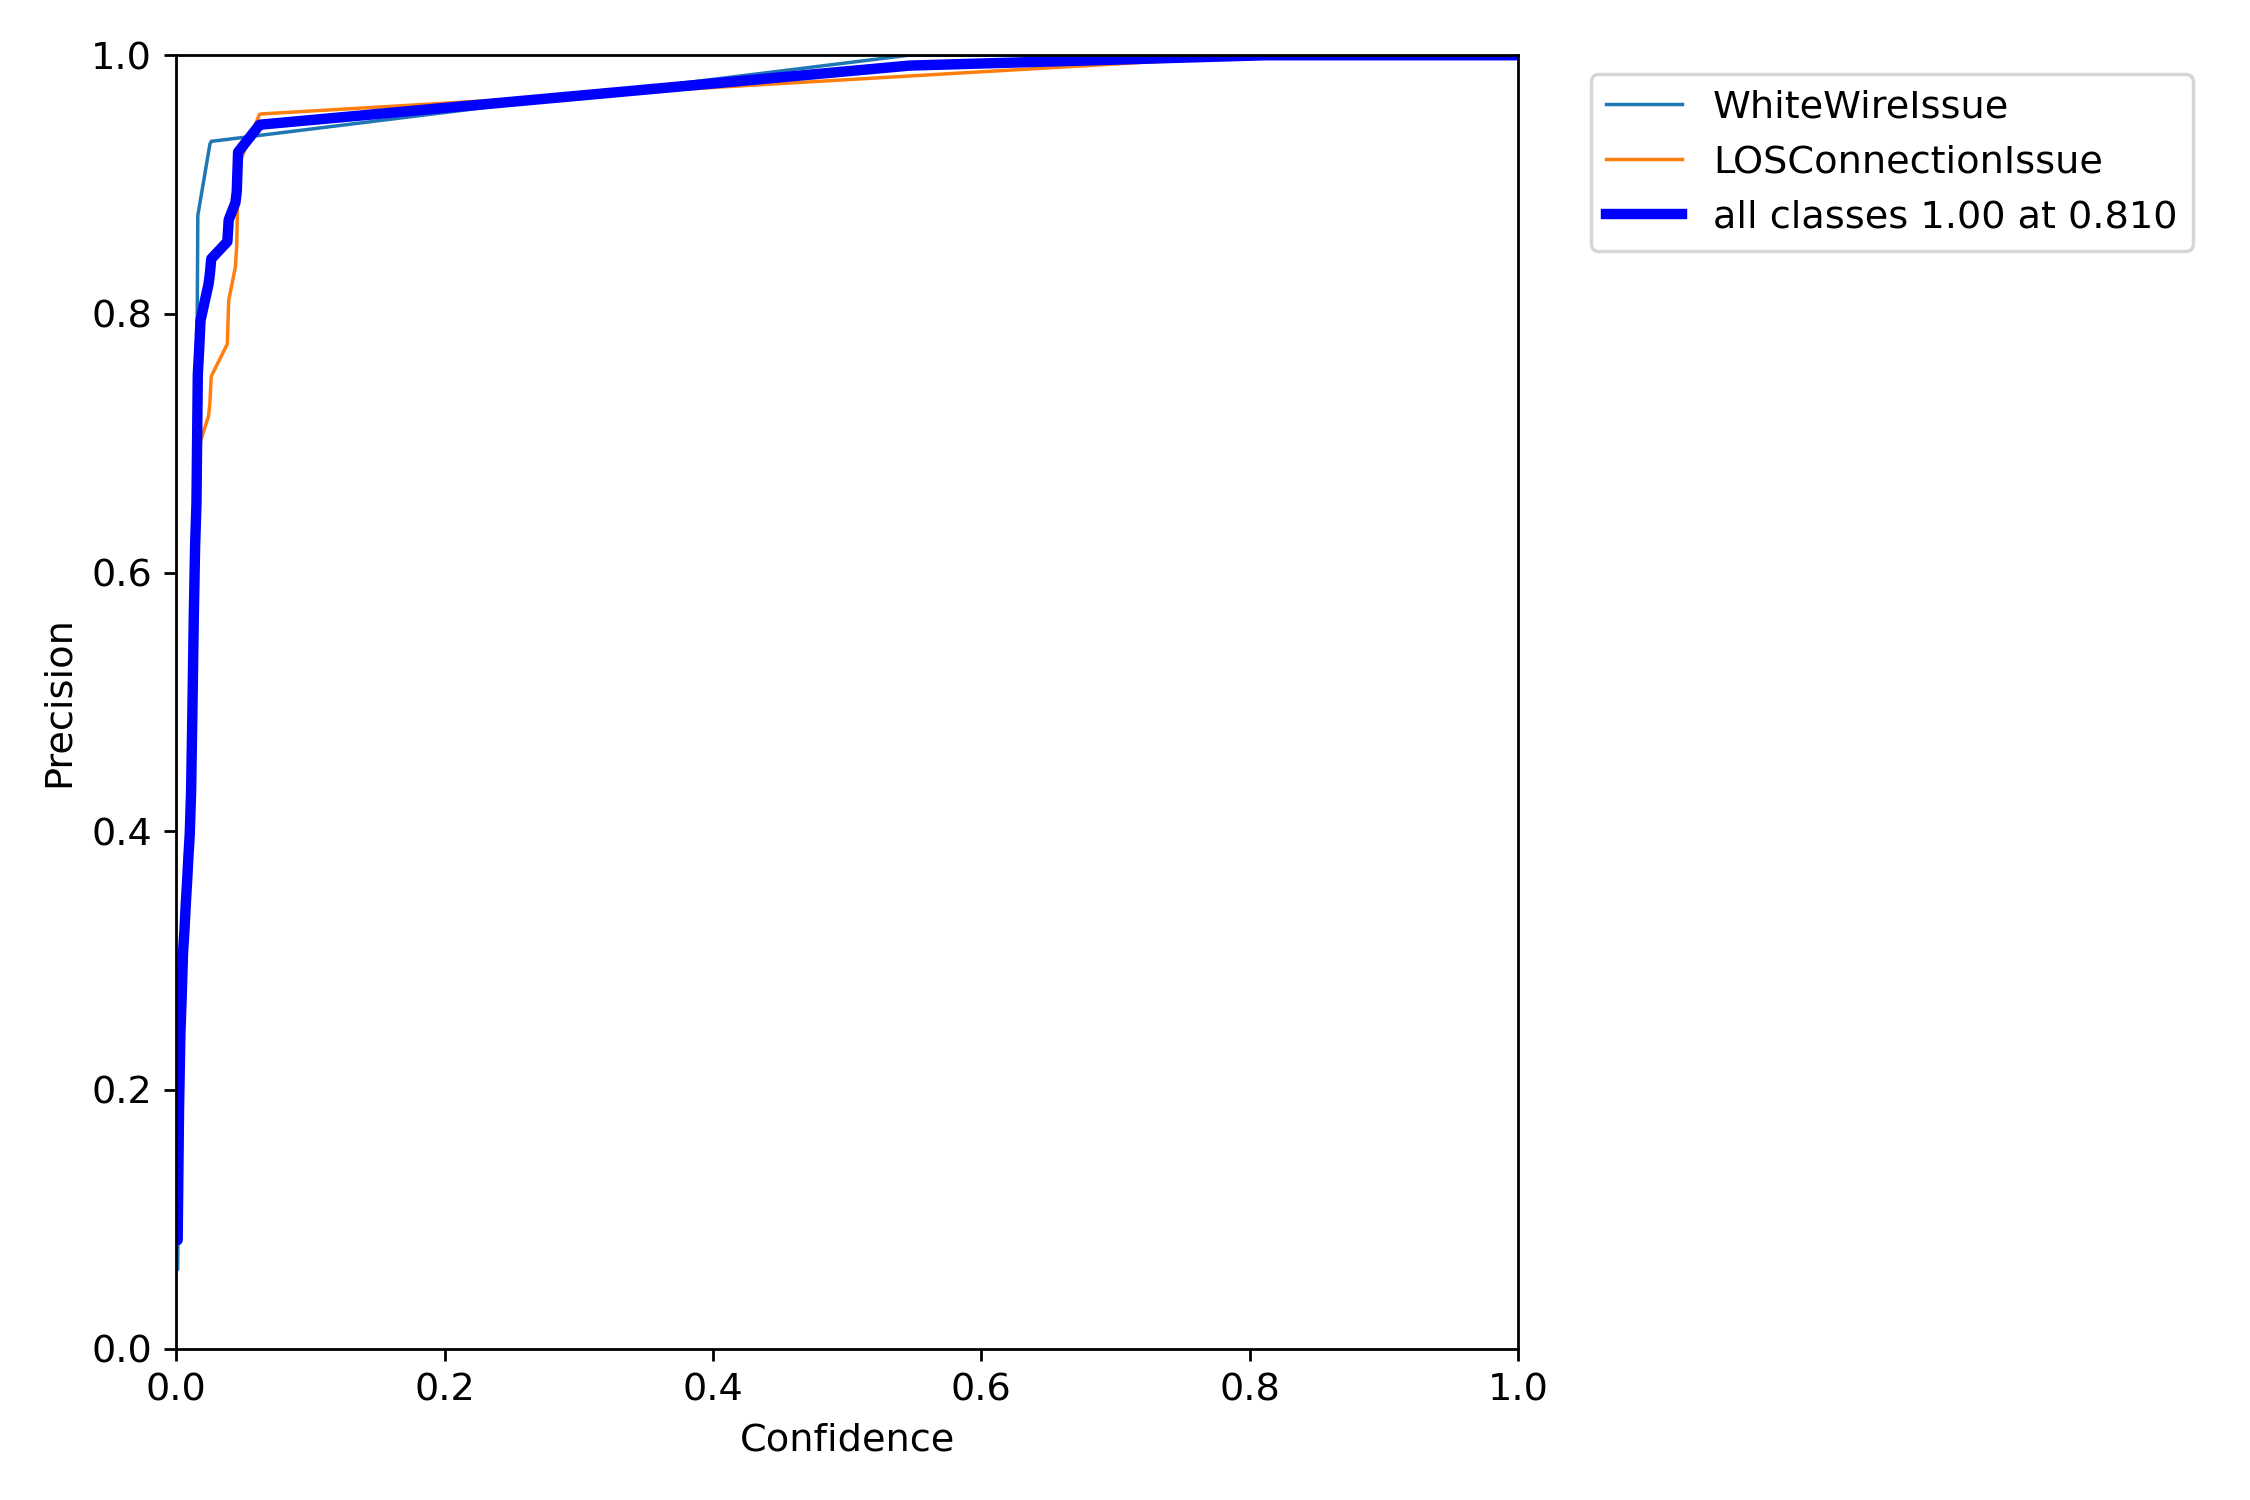 1.0
0.8
0.6
0.4
0.2
0.0
Precision
0.0 0.2 0.4 0.6 0.8 1.0
Confidence
WhiteWireIssue
LOSConnectionIssue
all classes 1.00 at 0.810